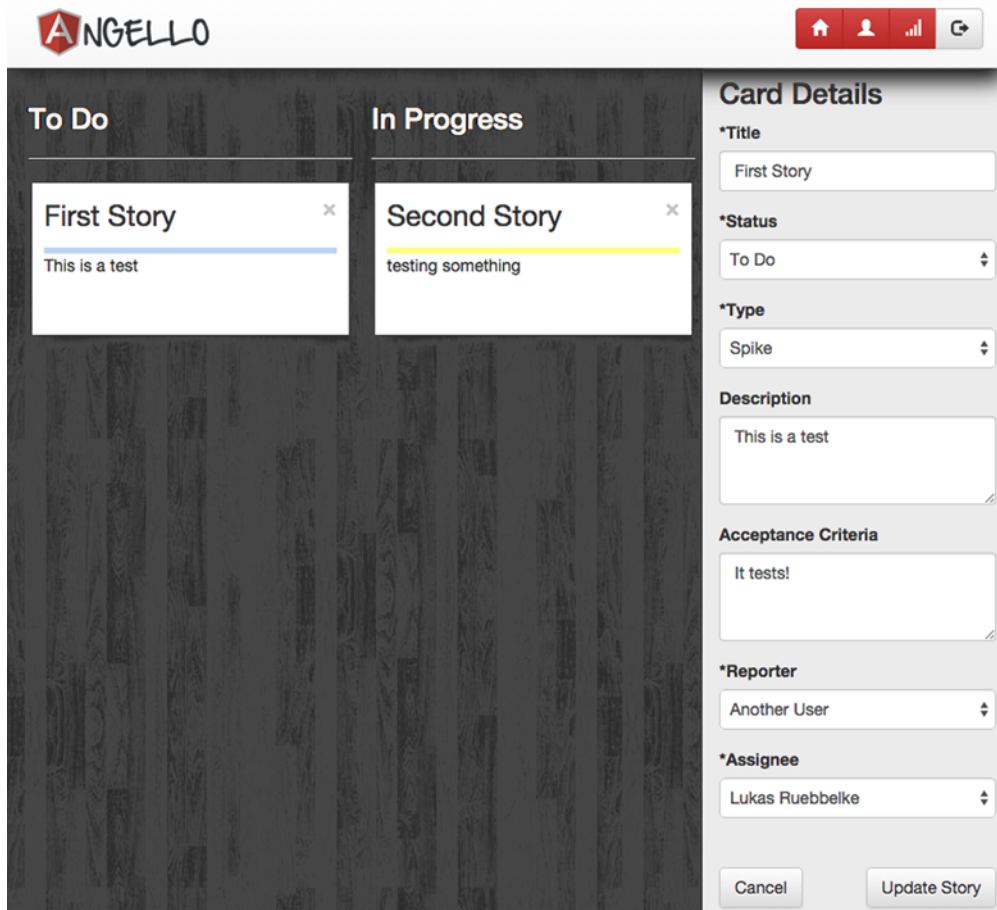 ANGELLO
To Do
First Story
This is a test
In Progress
Second Story
testing something
Card Details
*Title
First Story
*Status
To Do
*Type
Spike
Description
This is a test
Acceptance Criteria
It tests!
*Reporter
Another User
*Assignee
Lukas Ruebbelke
Cancel
Update Story